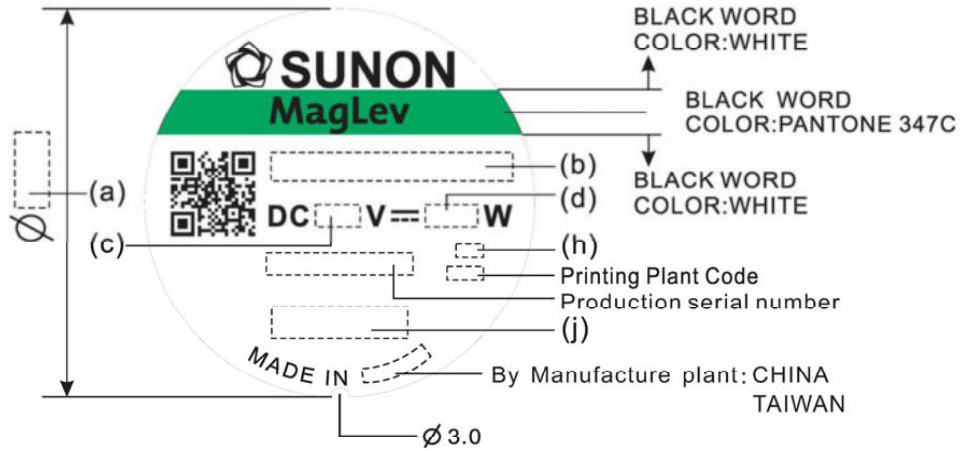 BLACK WORD
COLOR:WHITE
SUNON
MagLev
BLACK WORD
COLOR:PANTONE 347C
(a)
(b)
BLACK WORD
COLOR:WHITE
DC V⎓ W
(d)
Ø
(c)
(h)
Printing Plant Code
Production serial number
(j)
MADE IN
By Manufacture plant: CHINA
TAIWAN
Ø 3.0